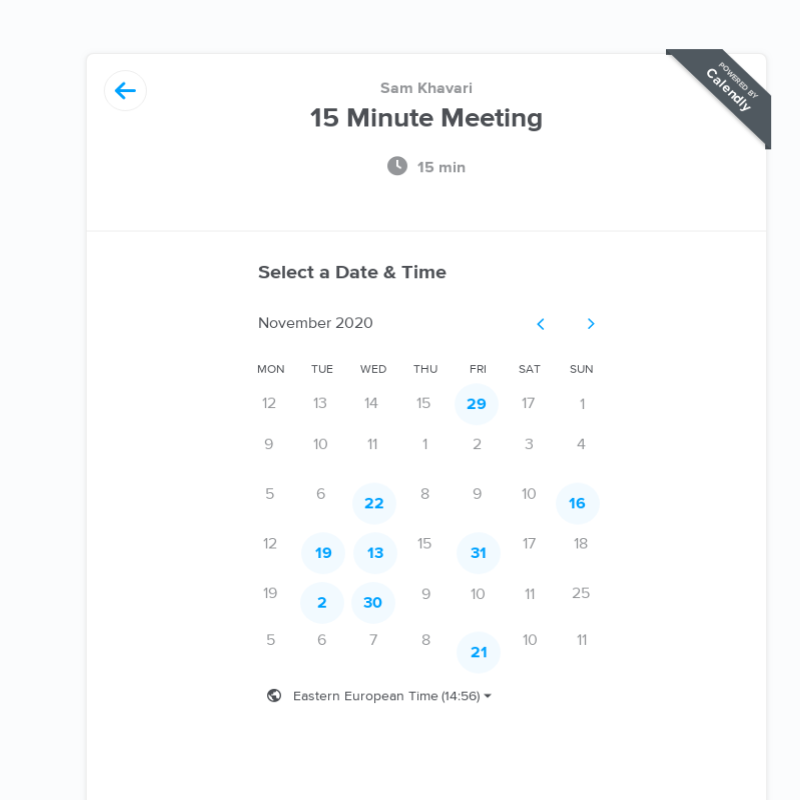 POWERED BY
Calendly
Sam Khavari
15 Minute Meeting
15 min
Select a Date & Time
November 2020
MON TUE WED THU FRI SAT SUN
12 13 14 15 29 17 1
9 10 11 1 2 3 4
5 6 22 8 9 10 16
12 19 13 15 31 17 18
19 2 30 9 10 11 25
5 6 7 8 21 10 11
Eastern European Time (14:56)